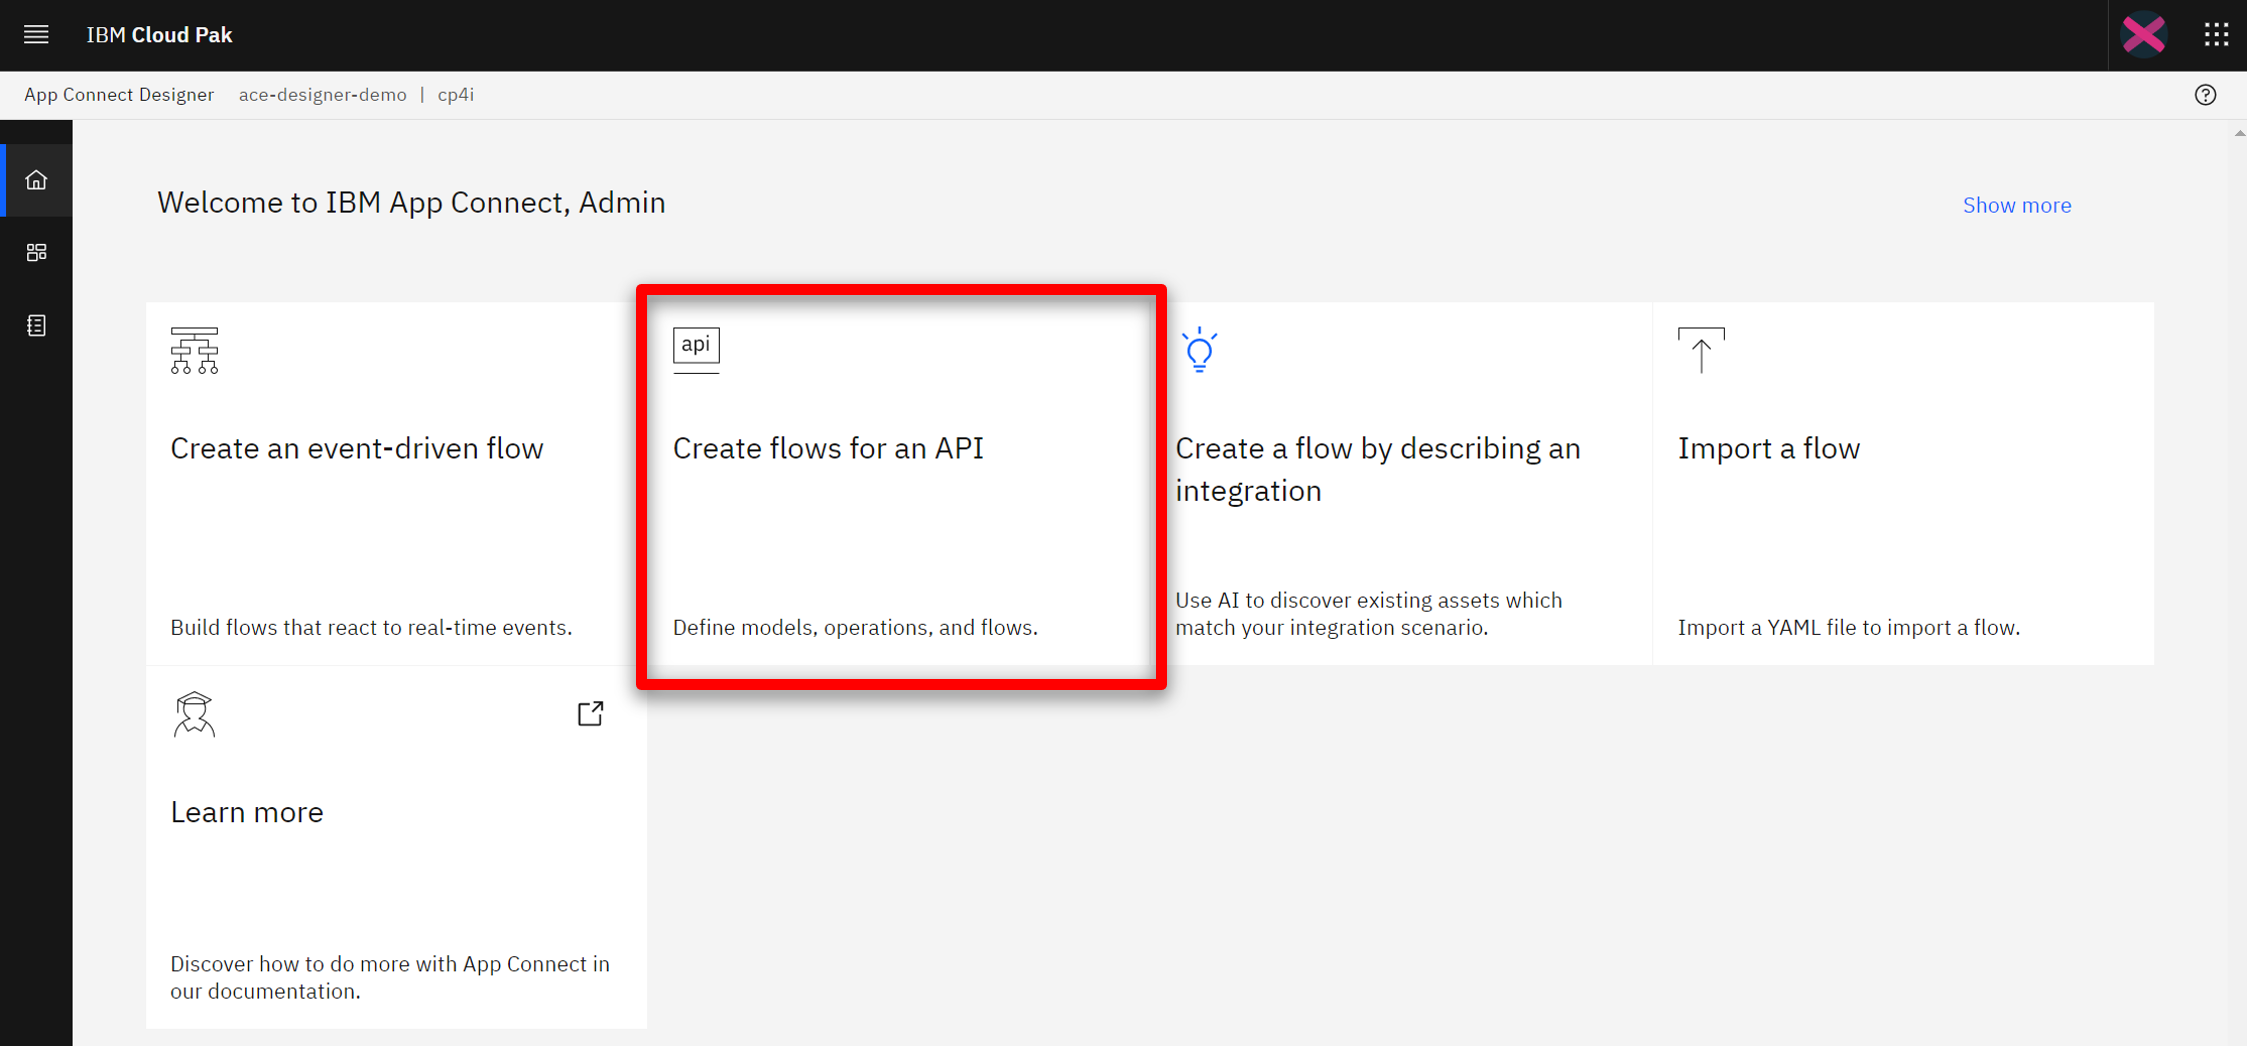 IBM Cloud Pak
App Connect Designer ace-designer-demo | cp4i
Welcome to IBM App Connect, Admin
Show more
api
Create an event-driven flow
Build flows that react to real-time events.
Create flows for an API
Define models, operations, and flows.
Create a flow by describing an
integration
Use AI to discover existing assets which
match your integration scenario.
Import a flow
Import a YAML file to import a flow.
Learn more
Discover how to do more with App Connect in
our documentation.